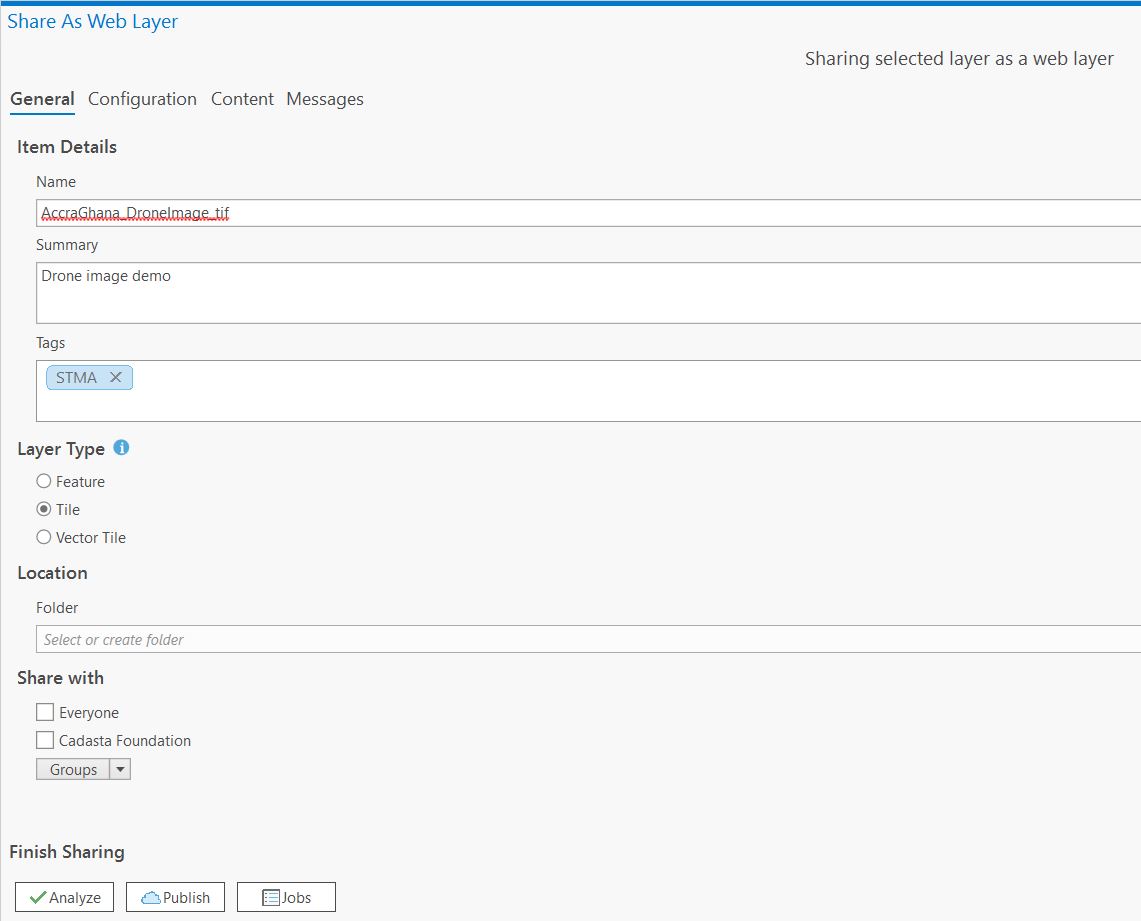 Share As Web Layer
Sharing selected layer as a web layer
General Configuration Content Messages
Item Details
Name
AccraGhana_DroneImage_tif
Summary
Drone image demo
Tags
STMA
Layer Type
Feature
Tile
Vector Tile
Location
Folder
Select or create folder
Share with
Everyone
Cadasta Foundation
Groups
Finish Sharing
Analyze Publish Jobs